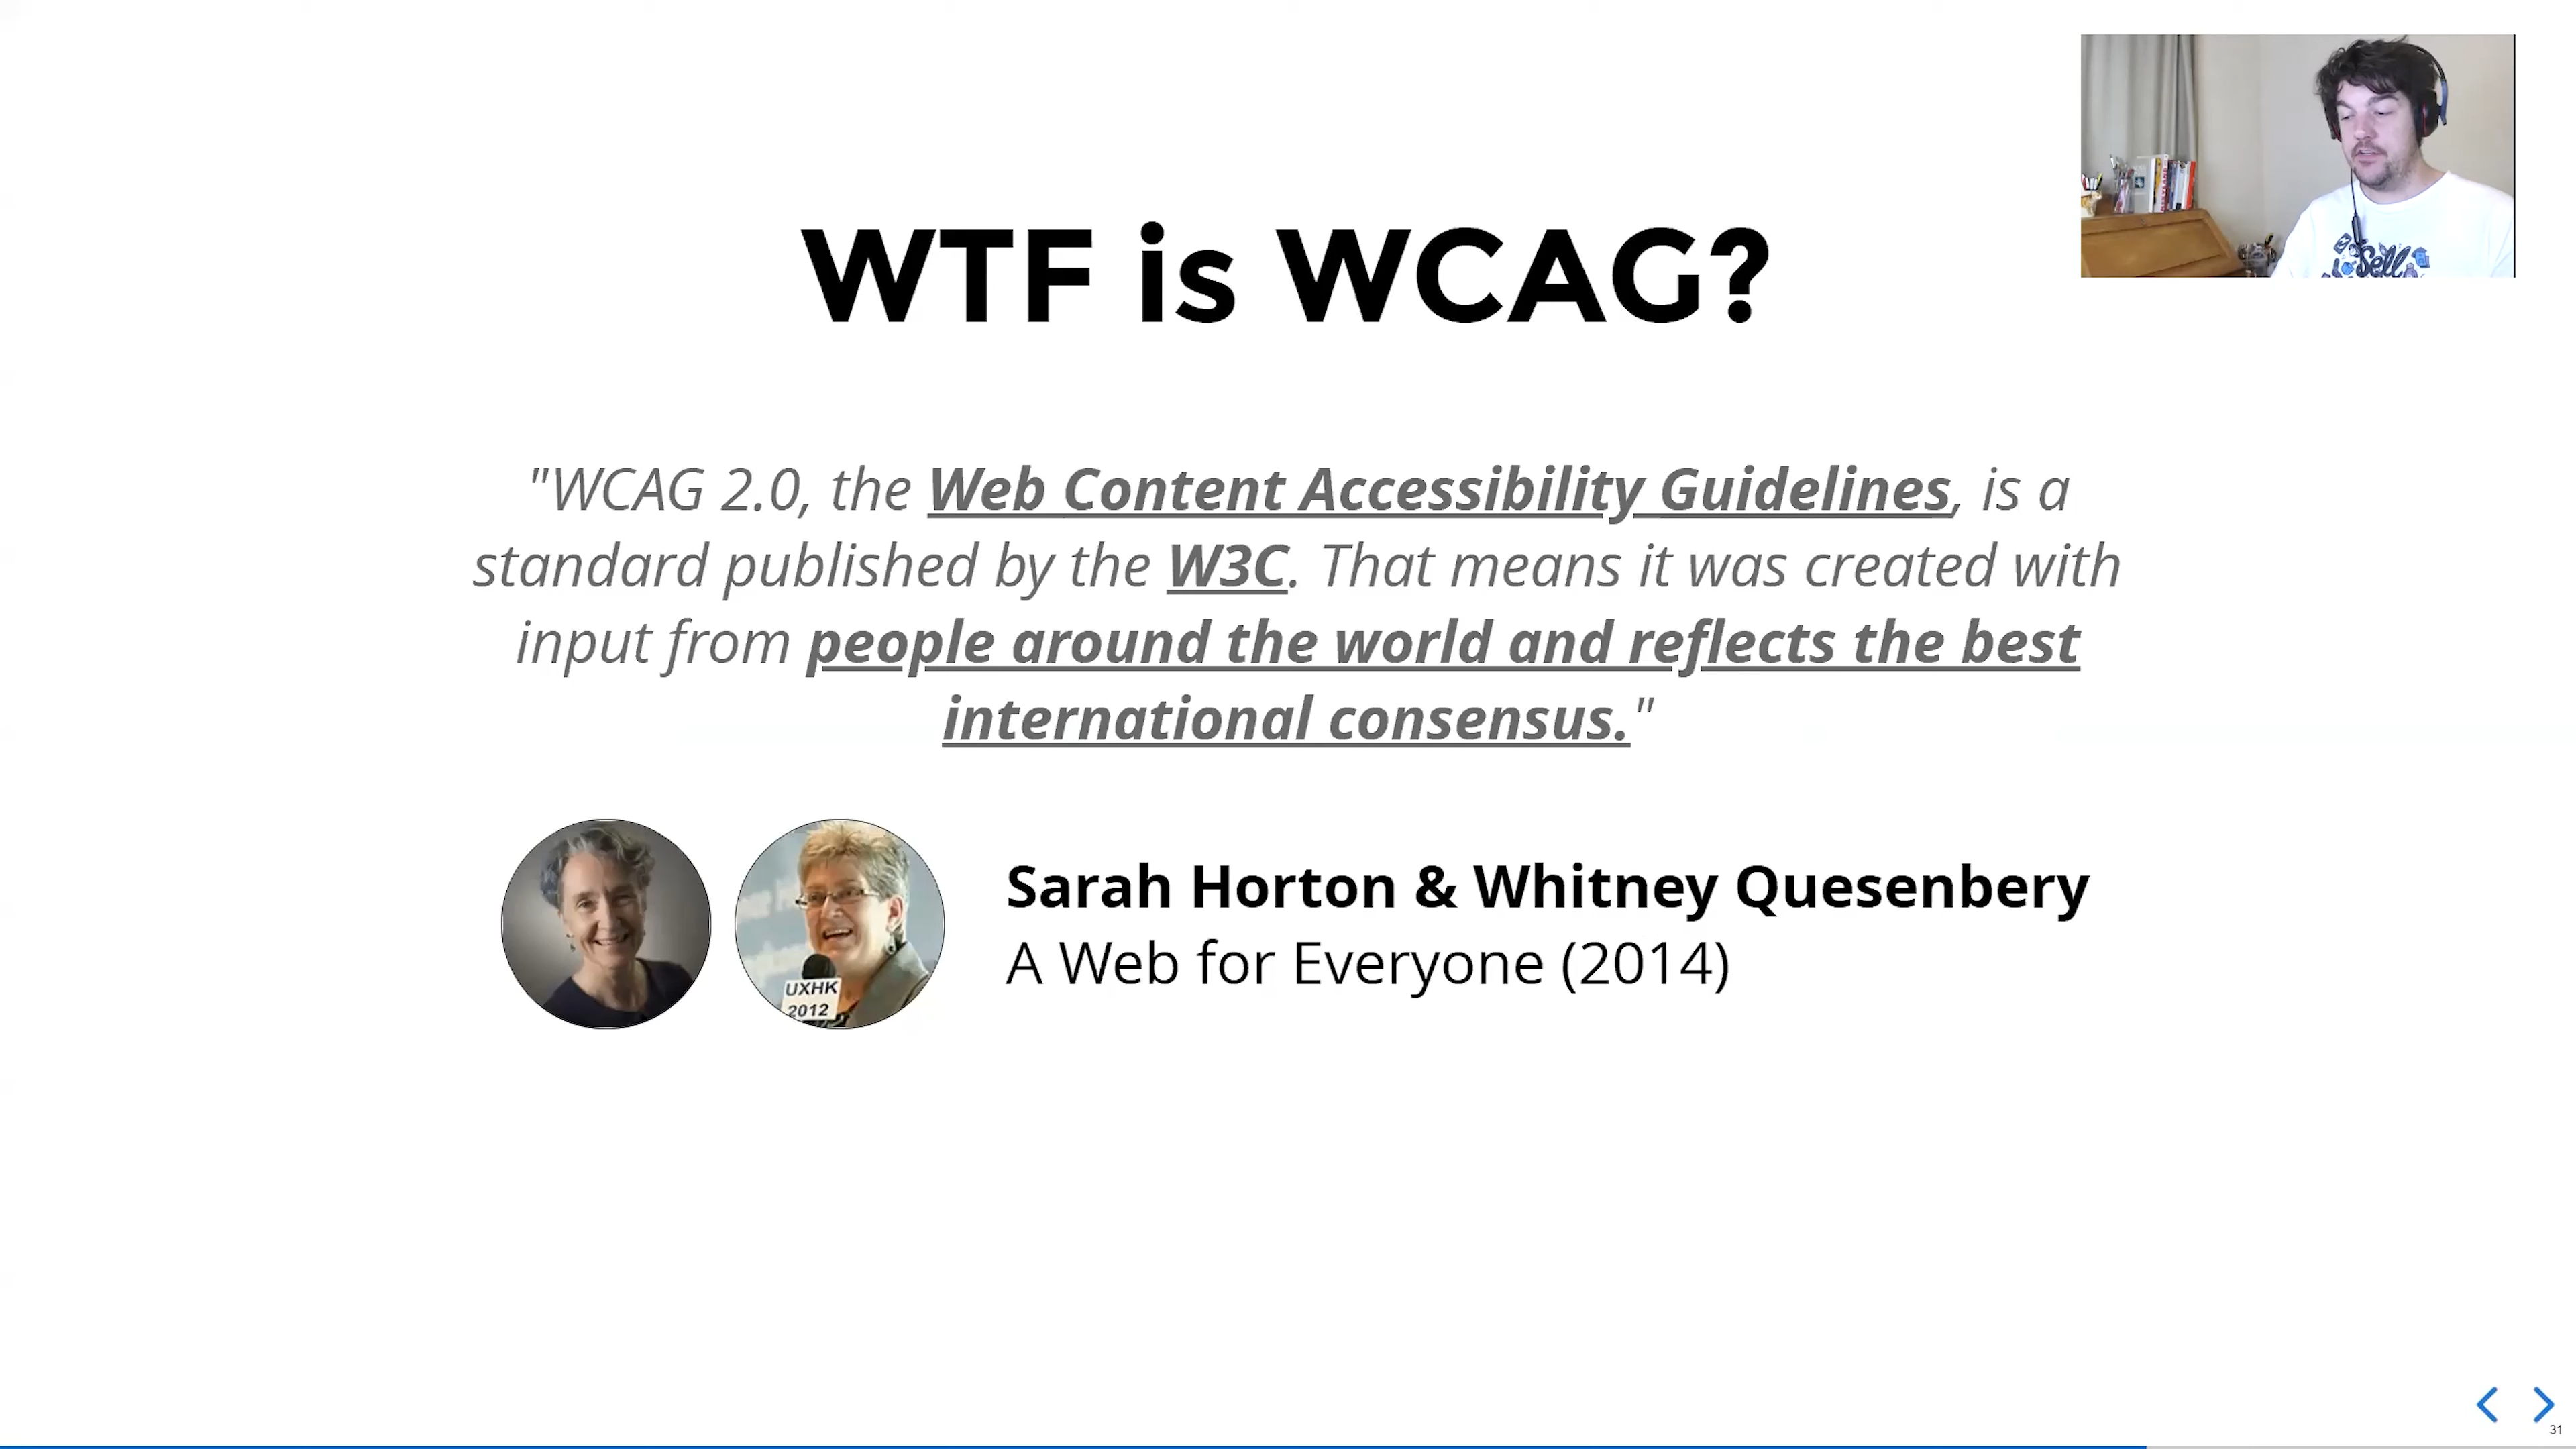 WTF is WCAG?
"WCAG 2.0, the Web Content Accessibility Guidelines, is a
standard published by the W3C. That means it was created with
input from people around the world and reflects the best
international consensus."
UXHK
2012
Sarah Horton & Whitney Quesenbery
A Web for Everyone (2014)
Sell
31